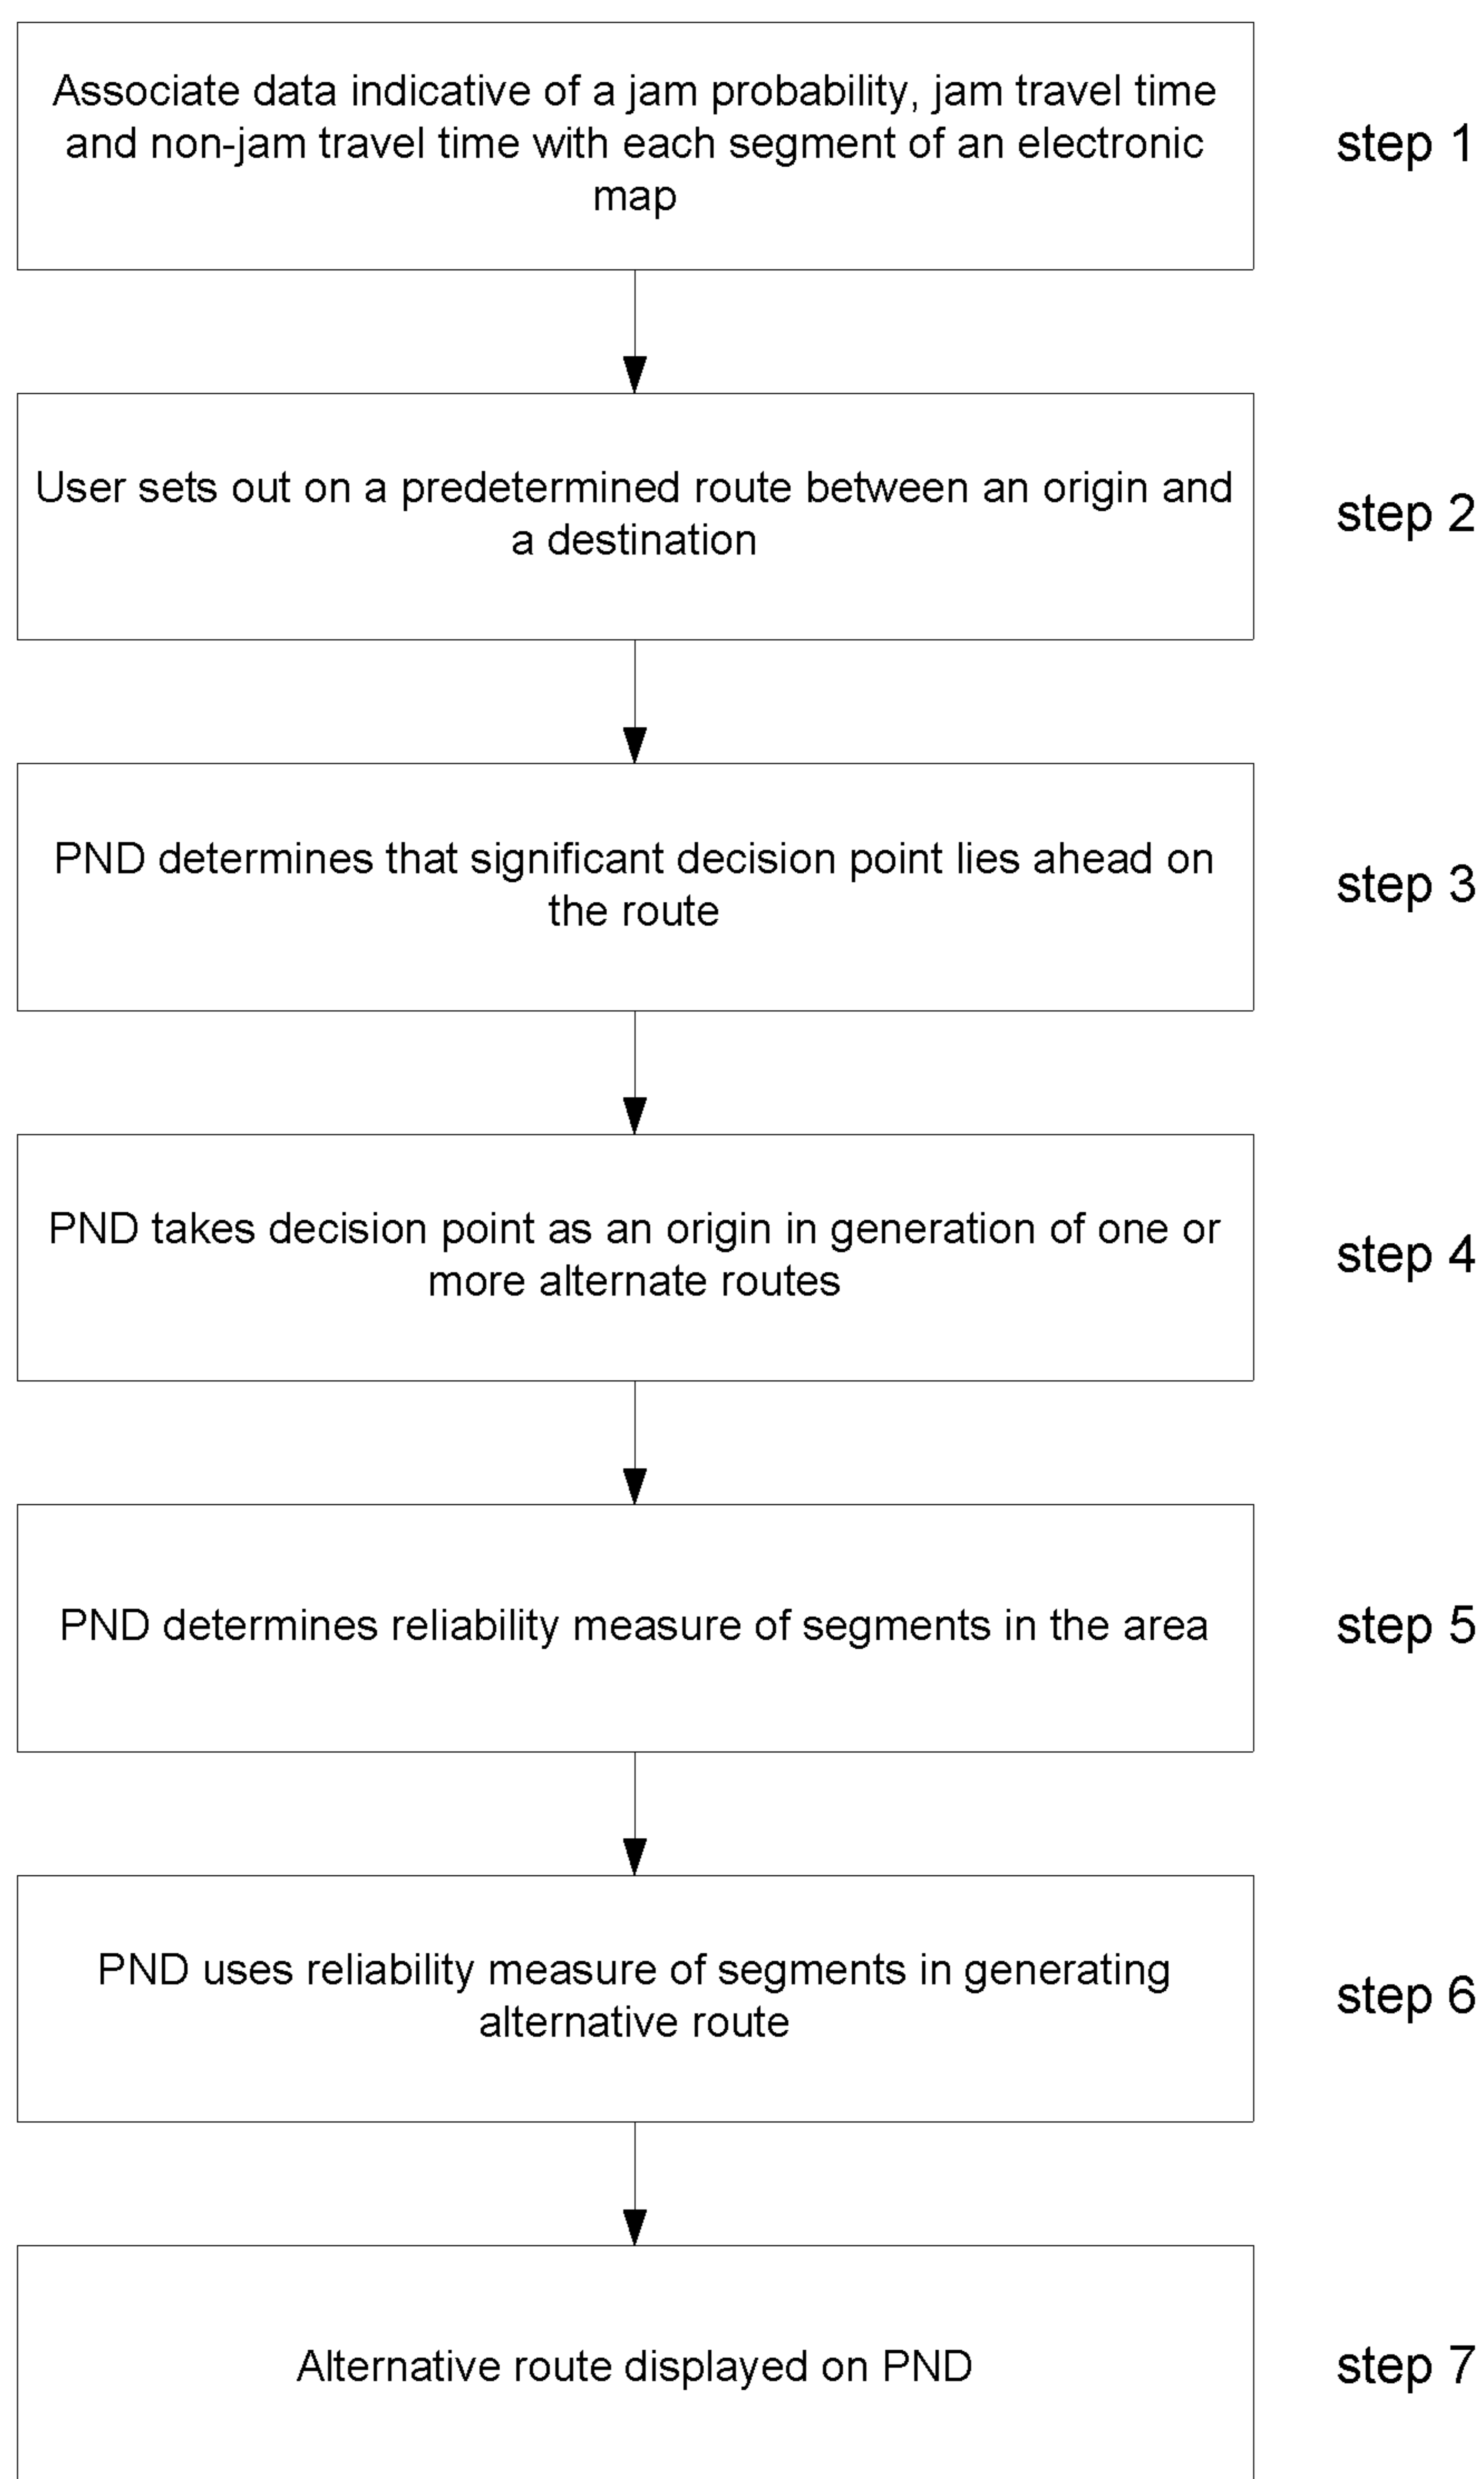 Associate data indicative of a jam probability, jam travel time
and non-jam travel time with each segment of an electronic
map
step 1
User sets out on a predetermined route between an origin and
a destination
step 2
PND determines that significant decision point lies ahead on
the route
step 3
PND takes decision point as an origin in generation of one or
more alternate routes
step 4
PND determines reliability measure of segments in the area
step 5
PND uses reliability measure of segments in generating
alternative route
step 6
Alternative route displayed on PND
step 7